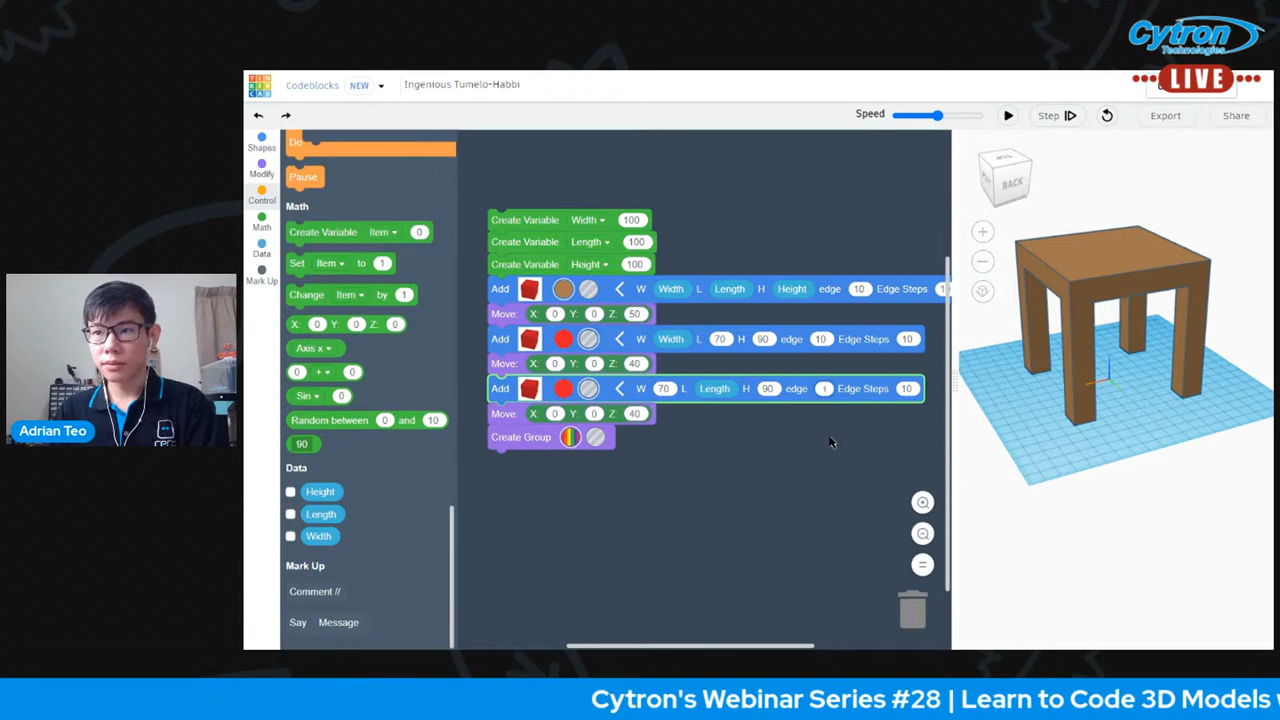 Cytron
Technologies
LIVE
Codeblocks NEW Ingenious Tumelo-Habbi
Speed Step Export Share
Shapes
Modify
Control
Math
Data
Mark Up
Do
Pause
Math
Create Variable Item 0
Set Item to 1
Change Item by 1
X: 0 Y: 0 Z: 0
Axis x
0 + 0
Sin 0
Random between 0 and 10
90
Data
Height
Length
Width
Mark Up
Comment //
Say Message
Create Variable Width 100
Create Variable Length 100
Create Variable Height 100
Add W Width L Length H Height edge 10 Edge Steps
Move: X: 0 Y: 0 Z: 50
Add W Width L 70 H 90 edge 10 Edge Steps 10
Move: X: 0 Y: 0 Z: 40
Add W 70 L Length H 90 edge 1 Edge Steps 10
Move: X: 0 Y: 0 Z: 40
Create Group
BACK
Adrian Teo
Cytron's Webinar Series #28 | Learn to Code 3D Models